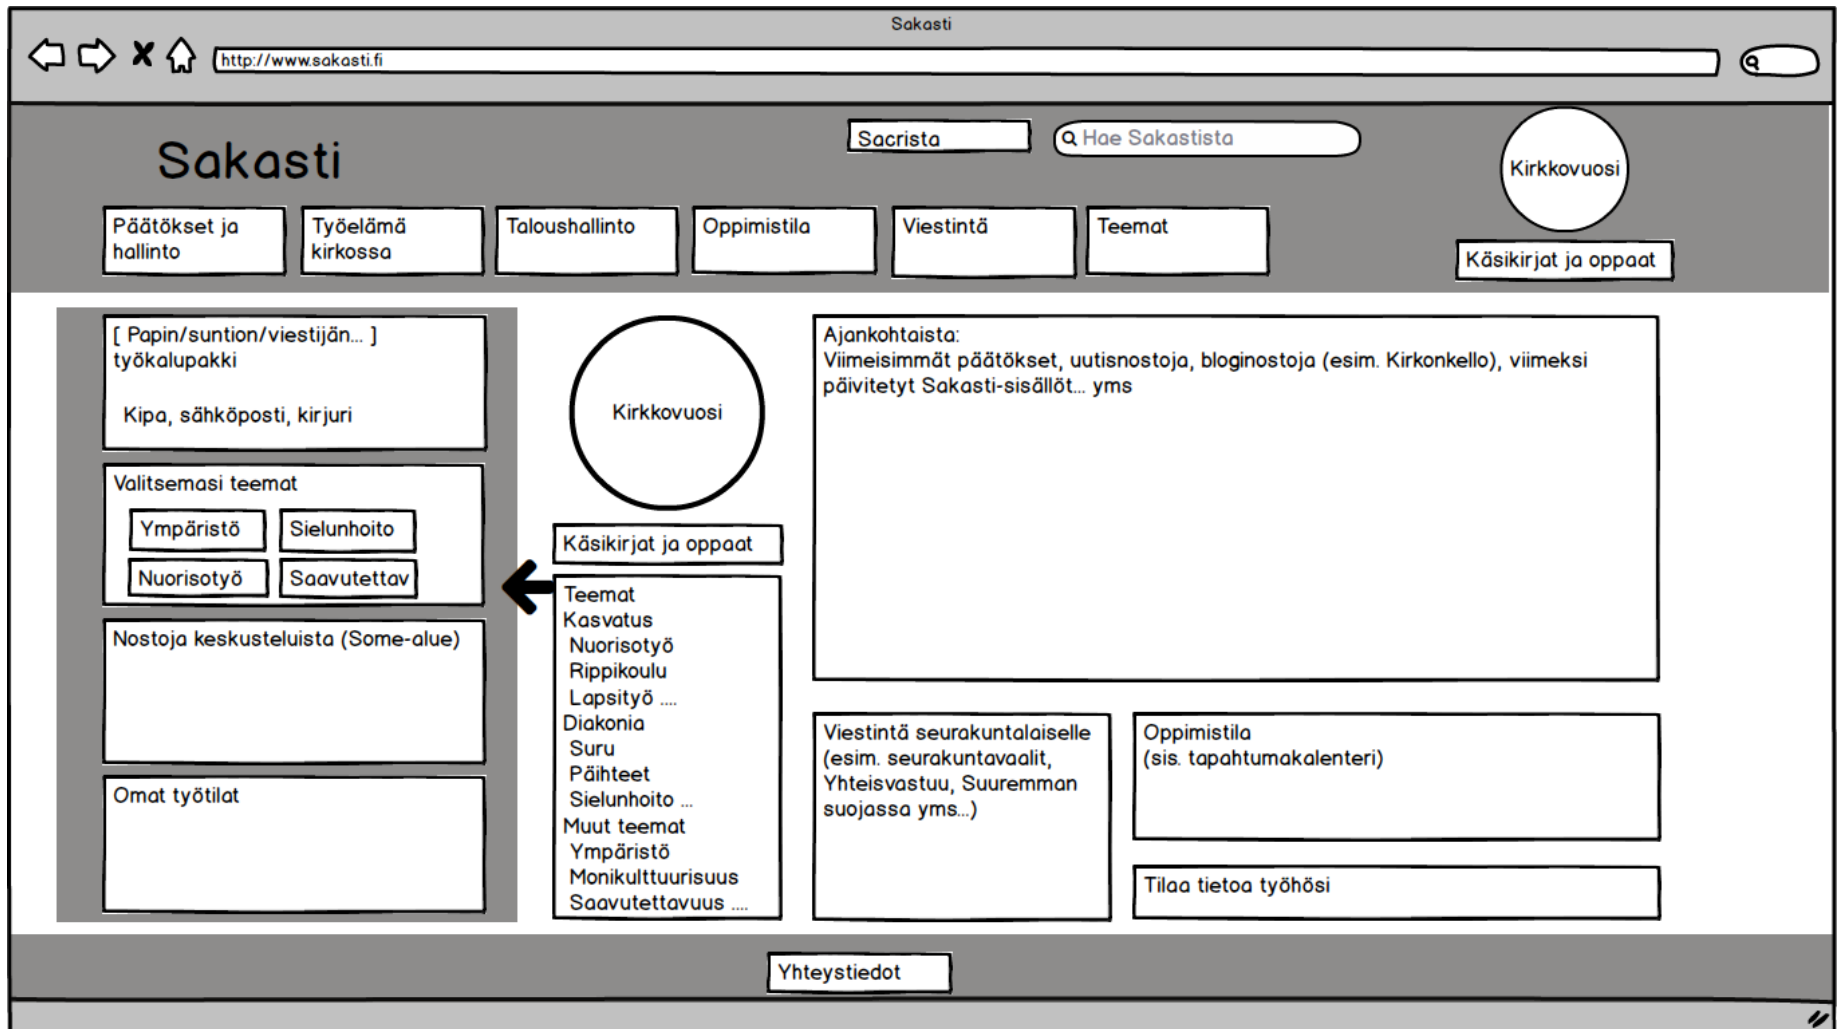 Sakasti
http://www.sakasti.fi
Sakasti
Sacrista
Hae Sakastista
Kirkkovuosi
Päätökset ja
hallinto
Työelämä
kirkossa
Taloushallinto
Oppimistila
Viestintä
Teemat
Käsikirjat ja oppaat
[ Papin/suntion/viestijän... ]
työkalupakki
Kipa, sähköposti, kirjuri
Valitsemasi teemat
Ympäristö
Sielunhoito
Nuorisotyö
Saavutettav
Nostoja keskusteluista (Some-alue)
Omat työtilat
Kirkkovuosi
Käsikirjat ja oppaat
Teemat
Kasvatus
Nuorisotyö
Rippikoulu
Lapsityö ....
Diakonia
Suru
Päihteet
Sielunhoito ...
Muut teemat
Ympäristö
Monikulttuurisuus
Saavutettavuus ....
Ajankohtaista:
Viimeisimmät päätökset, uutisnostoja, bloginostoja (esim. Kirkonkello), viimeksi
päivitetyt Sakasti-sisällöt... yms
Viestintä seurakuntalaiselle
(esim. seurakuntavaalit,
Yhteisvastuu, Suuremman
suojassa yms...)
Oppimistila
(sis. tapahtumakalenteri)
Tilaa tietoa työhösi
Yhteystiedot